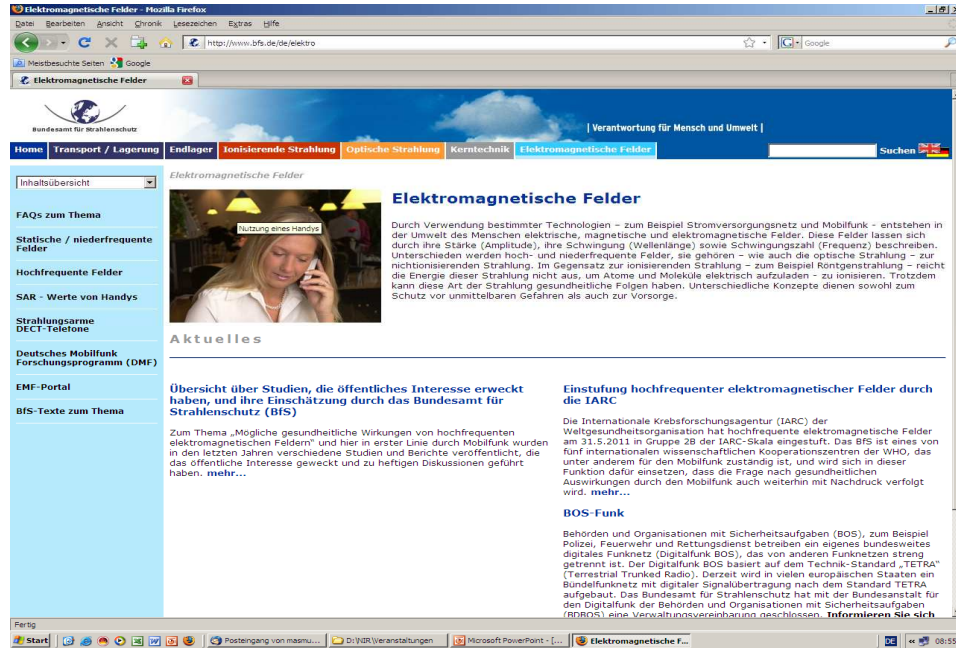 Elektromagnetische Felder - Mozilla Firefox
Datei Bearbeiten Ansicht Chronik Lesezeichen Extras Hilfe
http://www.bfs.de/de/elektro
Google
Meistbesuchte Seiten Google
Elektromagnetische Felder
Bundesamt für Strahlenschutz
| Verantwortung für Mensch und Umwelt |
Home Transport / Lagerung Endlager Ionisierende Strahlung Optische Strahlung Kerntechnik Elektromagnetische Felder
Suchen
Inhaltsübersicht
FAQs zum Thema
Statische / niederfrequente
Felder
Hochfrequente Felder
SAR - Werte von Handys
Strahlungsarme
DECT-Telefone
Deutsches Mobilfunk
Forschungsprogramm (DMF)
EMF-Portal
BfS-Texte zum Thema
Elektromagnetische Felder
Nutzung eines Handys
Elektromagnetische Felder
Durch Verwendung bestimmter Technologien – zum Beispiel Stromversorgungsnetz und Mobilfunk - entstehen in
der Umwelt des Menschen elektrische, magnetische und elektromagnetische Felder. Diese Felder lassen sich
durch ihre Stärke (Amplitude), ihre Schwingung (Wellenlänge) sowie Schwingungszahl (Frequenz) beschreiben.
Unterschieden werden hoch- und niederfrequente Felder, sie gehören – wie auch die optische Strahlung – zur
nichtionisierenden Strahlung. Im Gegensatz zur ionisierenden Strahlung – zum Beispiel Röntgenstrahlung – reicht
die Energie dieser Strahlung nicht aus, um Atome und Moleküle elektrisch aufzuladen - zu ionisieren. Trotzdem
kann diese Art der Strahlung gesundheitliche Folgen haben. Unterschiedliche Konzepte dienen sowohl zum
Schutz vor unmittelbaren Gefahren als auch zur Vorsorge.
Aktuelles
Übersicht über Studien, die öffentliches Interesse erweckt
haben, und ihre Einschätzung durch das Bundesamt für
Strahlenschutz (BfS)
Zum Thema „Mögliche gesundheitliche Wirkungen von hochfrequenten
elektromagnetischen Feldern" und hier in erster Linie durch Mobilfunk wurden
in den letzten Jahren verschiedene Studien und Berichte veröffentlicht, die
das öffentliche Interesse geweckt und zu heftigen Diskussionen geführt
haben. mehr...
Einstufung hochfrequenter elektromagnetischer Felder durch
die IARC
Die Internationale Krebsforschungsagentur (IARC) der
Weltgesundheitsorganisation hat hochfrequente elektromagnetische Felder
am 31.5.2011 in Gruppe 2B der IARC-Skala eingestuft. Das BfS ist eines von
fünf internationalen wissenschaftlichen Kooperationszentren der WHO, das
unter anderem für den Mobilfunk zuständig ist, und wird sich in dieser
Funktion dafür einsetzen, dass die Frage nach gesundheitlichen
Auswirkungen durch den Mobilfunk auch weiterhin mit Nachdruck verfolgt
wird. mehr...
BOS-Funk
Behörden und Organisationen mit Sicherheitsaufgaben (BOS), zum Beispiel
Polizei, Feuerwehr und Rettungsdienst betreiben ein eigenes bundesweites
digitales Funknetz (Digitalfunk BOS), das von anderen Funknetzen streng
getrennt ist. Der Digitalfunk BOS basiert auf dem Technik-Standard „TETRA"
(Terrestrial Trunked Radio). Derzeit wird in vielen europäischen Staaten ein
Bündelfunknetz mit digitaler Signalübertragung nach dem Standard TETRA
aufgebaut. Das Bundesamt für Strahlenschutz hat mit der Bundesanstalt für
den Digitalfunk der Behörden und Organisationen mit Sicherheitsaufgaben
(BDBOS) eine Verwaltungsvereinbarung geschlossen. Informieren Sie sich
Fertig
Start Posteingang von masmu... D:\NIR\Veranstaltungen Microsoft PowerPoint - [... Elektromagnetische F... DE 08:55